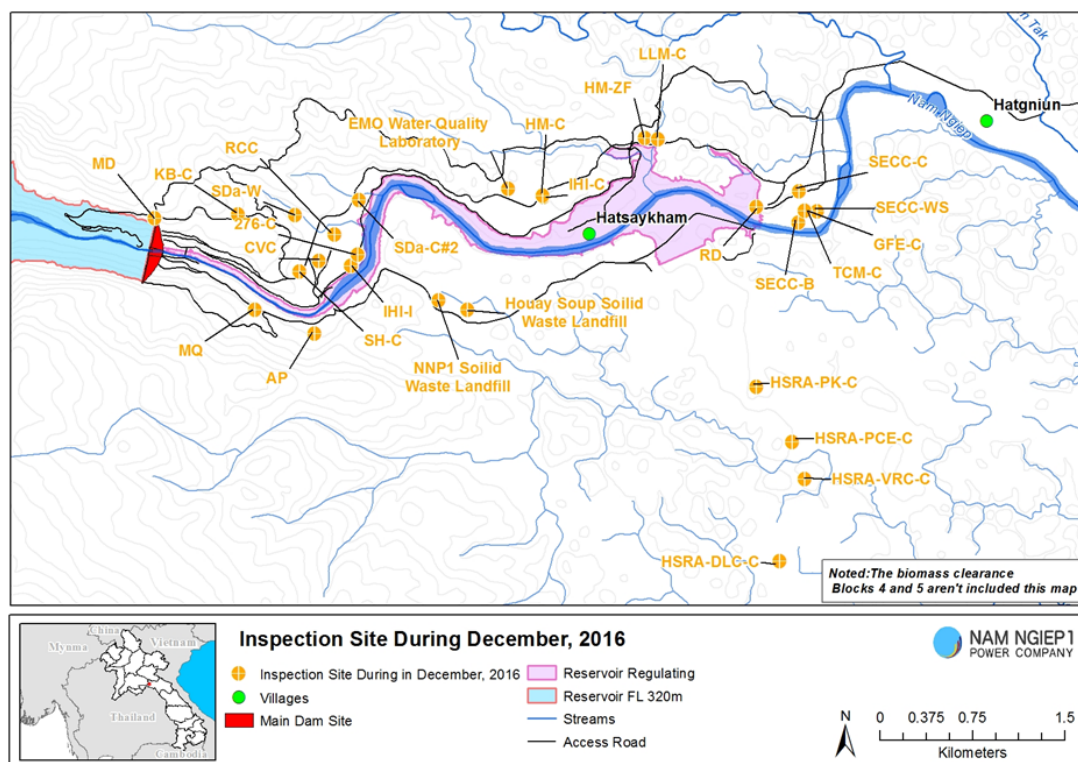 LLM-C
HM-ZF
Hatgniun
Nam Ngiep
EMO Water Quality
Laboratory
HM-C
RCC
MD
KB-C
SDa-W
276-C
CVC
IHI-C
SECC-C
SECC-WS
GFE-C
Hatsaykham
SDa-C#2
RD
TCM-C
SECC-B
IHI-I
SH-C
Houay Soup Soilid
Waste Landfill
MQ
AP
NNP1 Soilid
Waste Landfill
HSRA-PK-C
HSRA-PCE-C
HSRA-VRC-C
HSRA-DLC-C
Noted:The biomass clearance
Blocks 4 and 5 aren't included this map
China
Vietnam
Mynma
Thailand
Cambodia
Inspection Site During December, 2016
Inspection Site During in December, 2016
Villages
Main Dam Site
Reservoir Regulating
Reservoir FL 320m
Streams
Access Road
NAM NGIEP1
POWER COMPANY
N
0 0.375 0.75 1.5
Kilometers